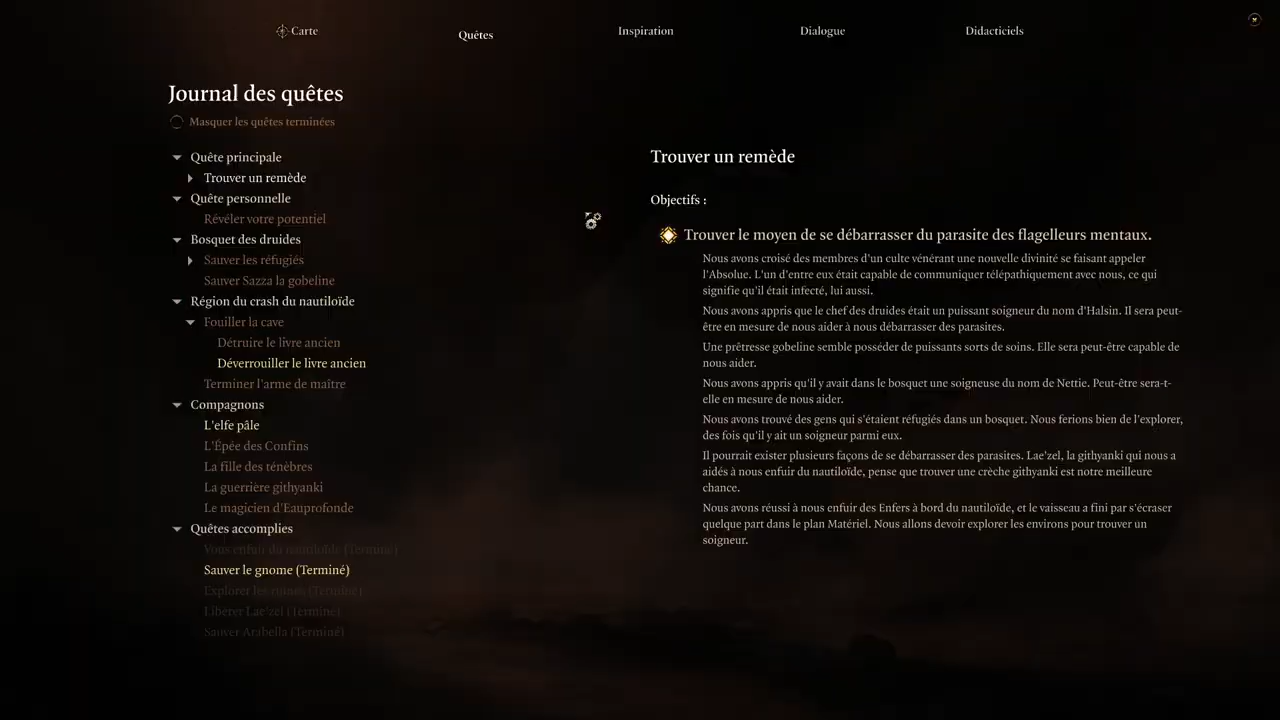 Carte
Quêtes
Inspiration
Dialogue
Didacticiels
Journal des quêtes
Masquer les quêtes terminées
Quête principale
Trouver un remède
Quête personnelle
Révéler votre potentiel
Bosquet des druides
Sauver les réfugiés
Sauver Sazza la gobeline
Région du crash du nautiloïde
Fouiller la cave
Détruire le livre ancien
Déverrouiller le livre ancien
Terminer l'arme de maître
Compagnons
L'elfe pâle
L'Épée des Confins
La fille des ténèbres
La guerrière githyanki
Le magicien d'Eauprofonde
Quêtes accomplies
Vous enfuir du nautiloïde (Terminé)
Sauver le gnome (Terminé)
Explorer les ruines (Terminé)
Libérer Lae'zel (Terminé)
Sauver Arabella (Terminé)
Trouver un remède
Objectifs :
Trouver le moyen de se débarrasser du parasite des flagelleurs mentaux.
Nous avons croisé des membres d'un culte vénérant une nouvelle divinité se faisant appeler
l'Absolue. L'un d'entre eux était capable de communiquer télépathiquement avec nous, ce qui
signifie qu'il était infecté, lui aussi.
Nous avons appris que le chef des druides était un puissant soigneur du nom d'Halsin. Il sera peut-
être en mesure de nous aider à nous débarrasser des parasites.
Une prêtresse gobeline semble posséder de puissants sorts de soins. Elle sera peut-être capable de
nous aider.
Nous avons appris qu'il y avait dans le bosquet une soigneuse du nom de Nettie. Peut-être sera-t-
elle en mesure de nous aider.
Nous avons trouvé des gens qui s'étaient réfugiés dans un bosquet. Nous ferions bien de l'explorer,
des fois qu'il y ait un soigneur parmi eux.
Il pourrait exister plusieurs façons de se débarrasser des parasites. Lae'zel, la githyanki qui nous a
aidés à nous enfuir du nautiloïde, pense que trouver une crèche githyanki est notre meilleure
chance.
Nous avons réussi à nous enfuir des Enfers à bord du nautiloïde, et le vaisseau a fini par s'écraser
quelque part dans le plan Matériel. Nous allons devoir explorer les environs pour trouver un
soigneur.